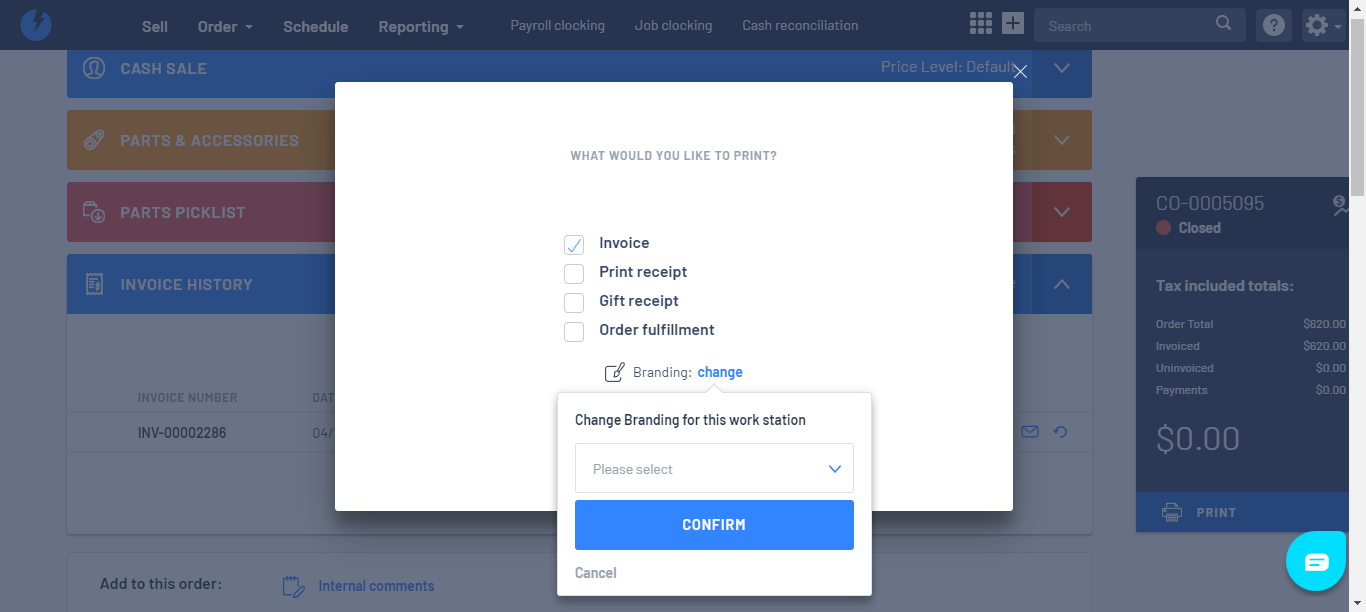 Sell Order Schedule Reporting Payroll clocking Job clocking Cash reconciliation Search
CASH SALE Price Level: Default
PARTS & ACCESSORIES
PARTS PICKLIST
INVOICE HISTORY
INVOICE NUMBER DAT
INV-00002286 04/
Add to this order: Internal comments
WHAT WOULD YOU LIKE TO PRINT?
Invoice
Print receipt
Gift receipt
Order fulfillment
Branding: change
Change Branding for this work station
Please select
CONFIRM
Cancel
CO-0005095
Closed
Tax included totals:
Order Total $620.00
Invoiced $620.00
Uninvoiced $0.00
Payments $0.00
$0.00
PRINT